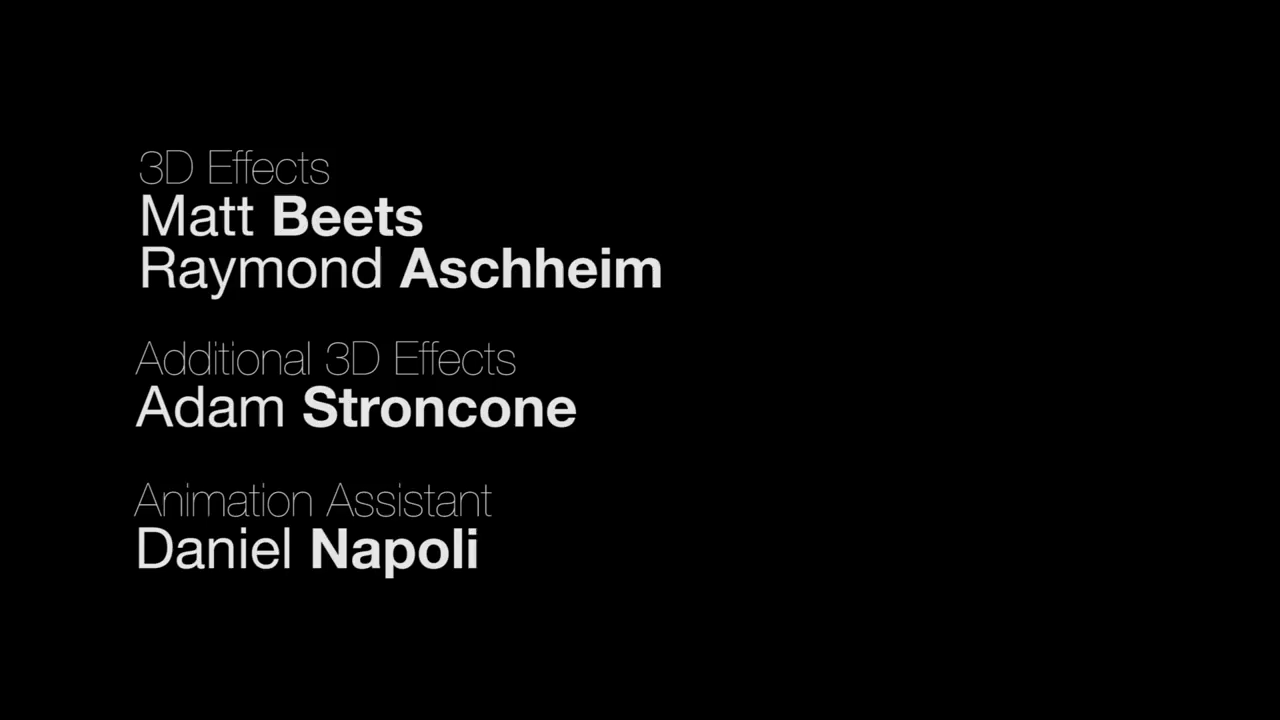 3D Effects
Matt Beets
Raymond Aschheim
Additional 3D Effects
Adam Stroncone
Animation Assistant
Daniel Napoli